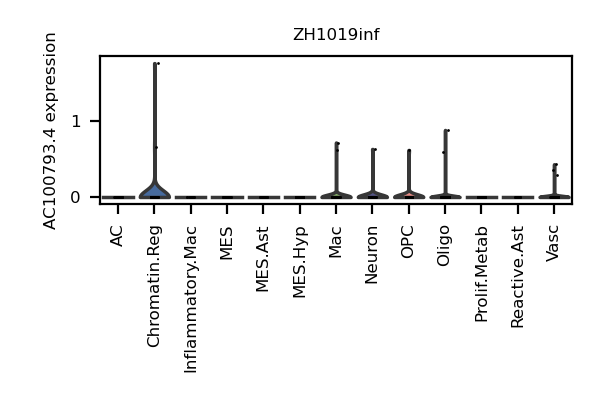 ZH1019inf
AC100793.4 expression
1
0
AC
Chromatin.Reg
Inflammatory.Mac
MES
MES.Ast
MES.Hyp
Mac
Neuron
OPC
Oligo
Prolif.Metab
Reactive.Ast
Vasc